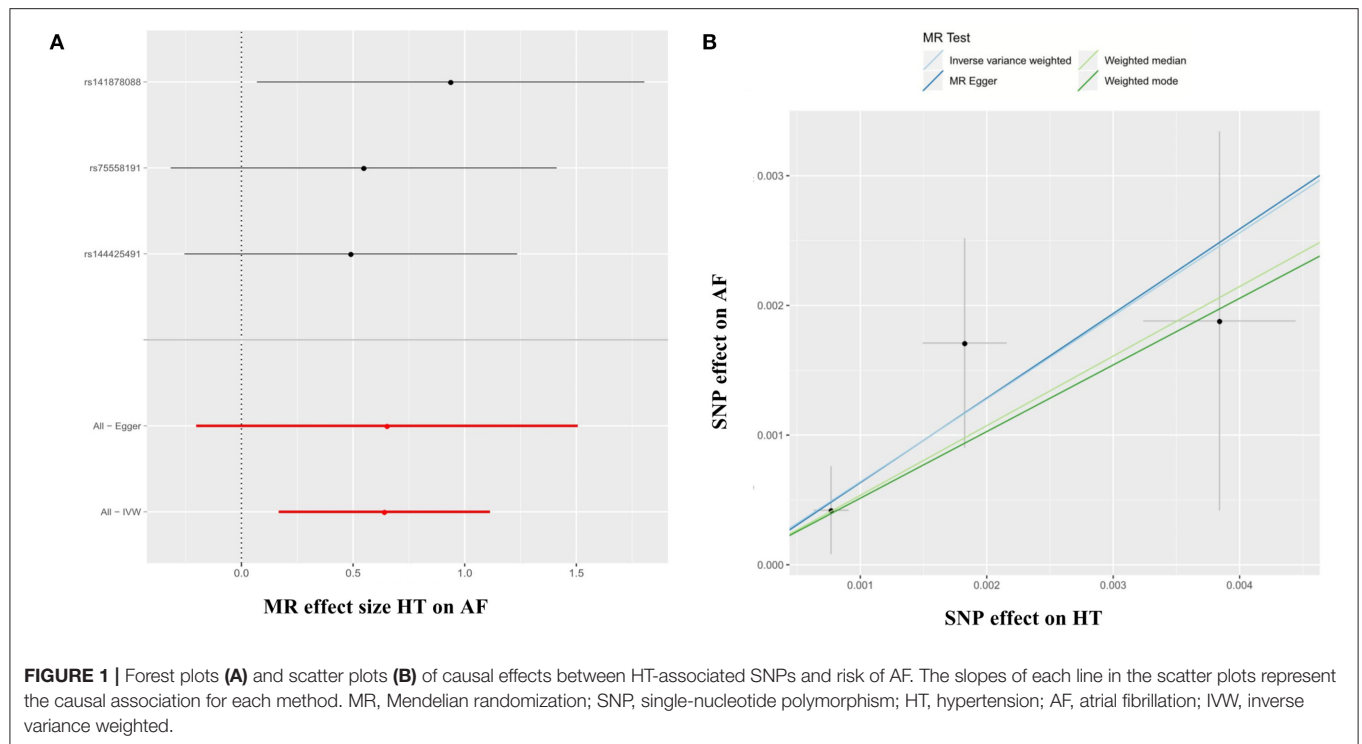 A
rs141878088
rs75558191
rs144425491
All − Egger
All − IVW
0.0 0.5 1.0 1.5
MR effect size HT on AF
B
MR Test
Inverse variance weighted Weighted median
MR Egger Weighted mode
0.003
0.002
0.001
0.000
SNP effect on AF
0.001 0.002 0.003 0.004
SNP effect on HT
FIGURE 1 | Forest plots (A) and scatter plots (B) of causal effects between HT-associated SNPs and risk of AF. The slopes of each line in the scatter plots represent
the causal association for each method. MR, Mendelian randomization; SNP, single-nucleotide polymorphism; HT, hypertension; AF, atrial fibrillation; IVW, inverse
variance weighted.